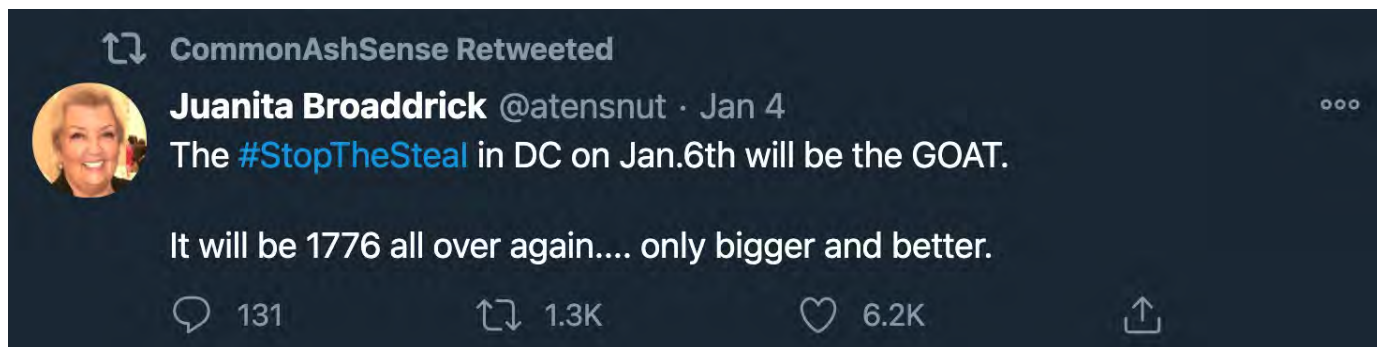 CommonAshSense Retweeted
Juanita Broaddrick @atensnut · Jan 4
The #StopTheSteal in DC on Jan.6th will be the GOAT.
It will be 1776 all over again.... only bigger and better.
131 1.3K 6.2K